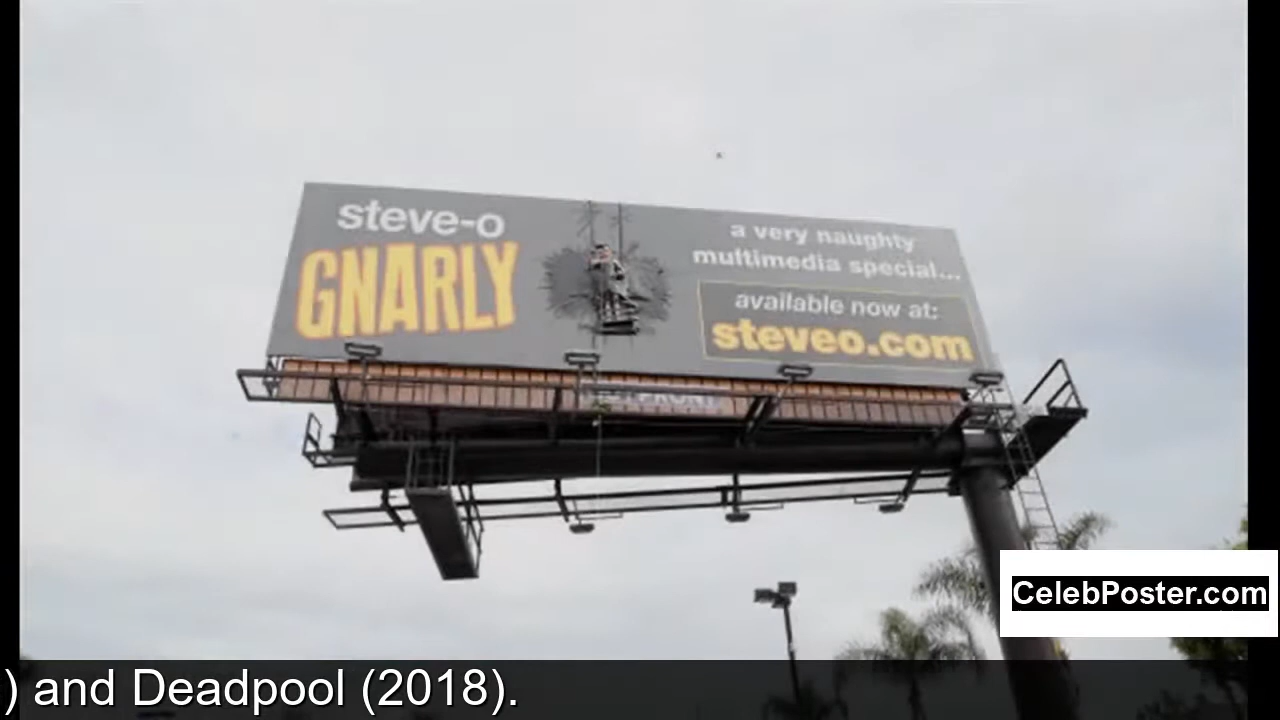 steve-o
GNARLY
a very naughty
multimedia special...
available now at:
steveo.com
CelebPoster.com
) and Deadpool (2018).